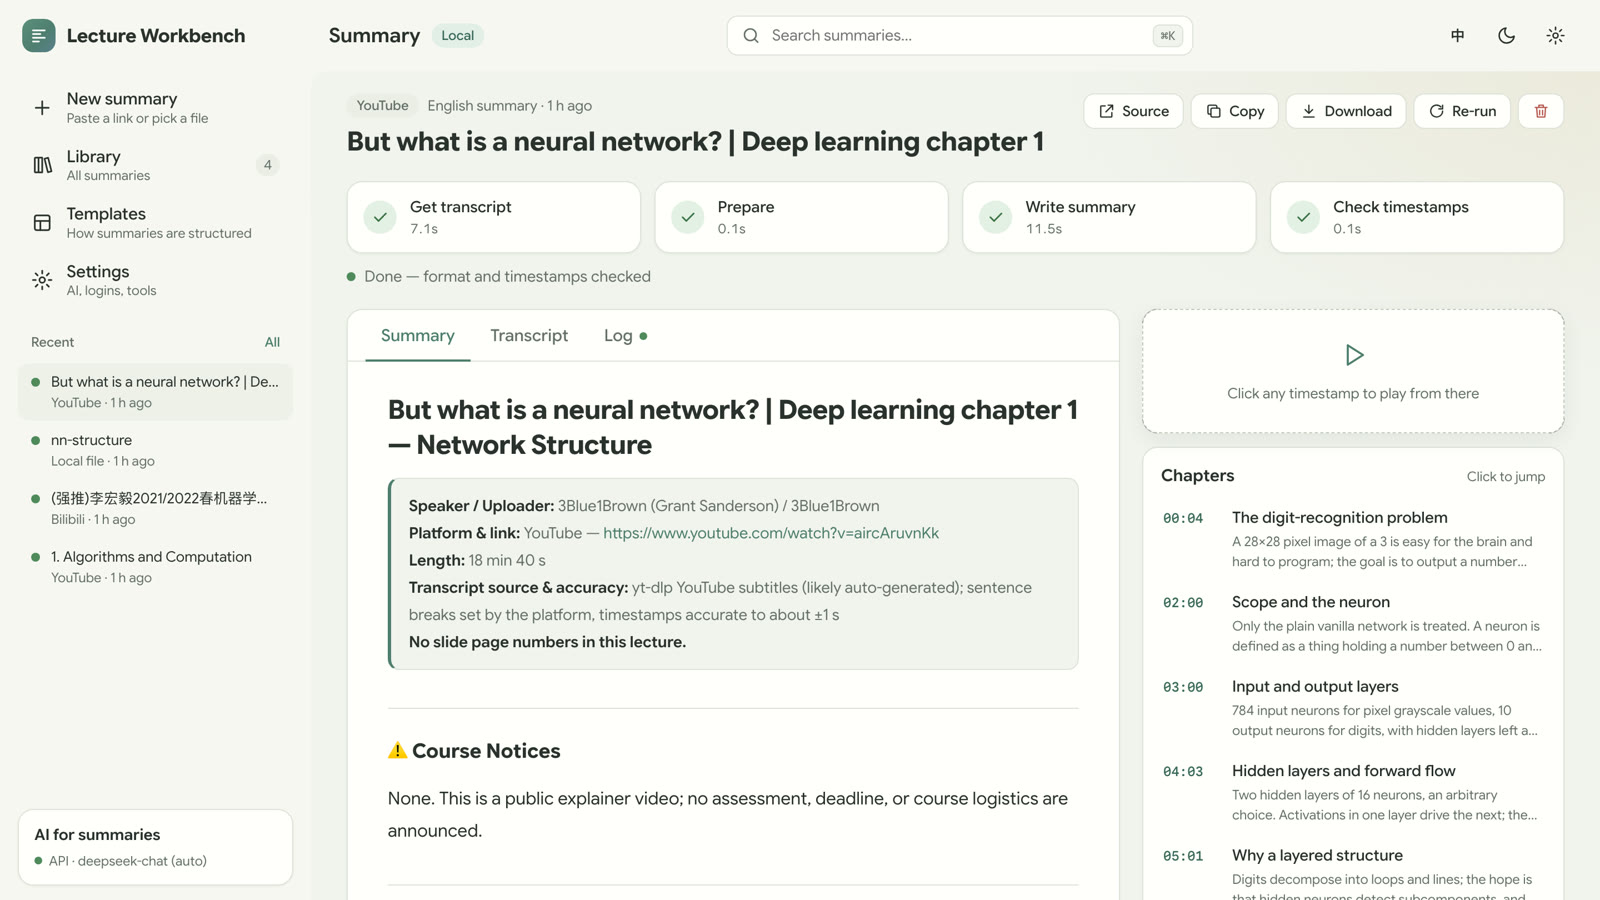 Lecture Workbench
Summary
Local
Search summaries...
⌘K
中
New summary
Paste a link or pick a file
Library
All summaries
4
Templates
How summaries are structured
Settings
AI, logins, tools
Recent
All
But what is a neural network? | De...
YouTube · 1 h ago
nn-structure
Local file · 1 h ago
(强推)李宏毅2021/2022春机器学...
Bilibili · 1 h ago
1. Algorithms and Computation
YouTube · 1 h ago
AI for summaries
API · deepseek-chat (auto)
YouTube
English summary · 1 h ago
But what is a neural network? | Deep learning chapter 1
Source
Copy
Download
Re-run
Get transcript
7.1s
Prepare
0.1s
Write summary
11.5s
Check timestamps
0.1s
Done — format and timestamps checked
Summary
Transcript
Log
But what is a neural network? | Deep learning chapter 1
— Network Structure
Speaker / Uploader: 3Blue1Brown (Grant Sanderson) / 3Blue1Brown
Platform & link: YouTube — https://www.youtube.com/watch?v=aircAruvnKk
Length: 18 min 40 s
Transcript source & accuracy: yt-dlp YouTube subtitles (likely auto-generated); sentence
breaks set by the platform, timestamps accurate to about ±1 s
No slide page numbers in this lecture.
Course Notices
None. This is a public explainer video; no assessment, deadline, or course logistics are
announced.
Click any timestamp to play from there
Chapters
Click to jump
00:04
The digit-recognition problem
A 28×28 pixel image of a 3 is easy for the brain and
hard to program; the goal is to output a number...
02:00
Scope and the neuron
Only the plain vanilla network is treated. A neuron is
defined as a thing holding a number between 0 an...
03:00
Input and output layers
784 input neurons for pixel grayscale values, 10
output neurons for digits, with hidden layers left a...
04:03
Hidden layers and forward flow
Two hidden layers of 16 neurons, an arbitrary
choice. Activations in one layer drive the next; the...
05:01
Why a layered structure
Digits decompose into loops and lines; the hope is
that hidden neurons detect subcomponents, and